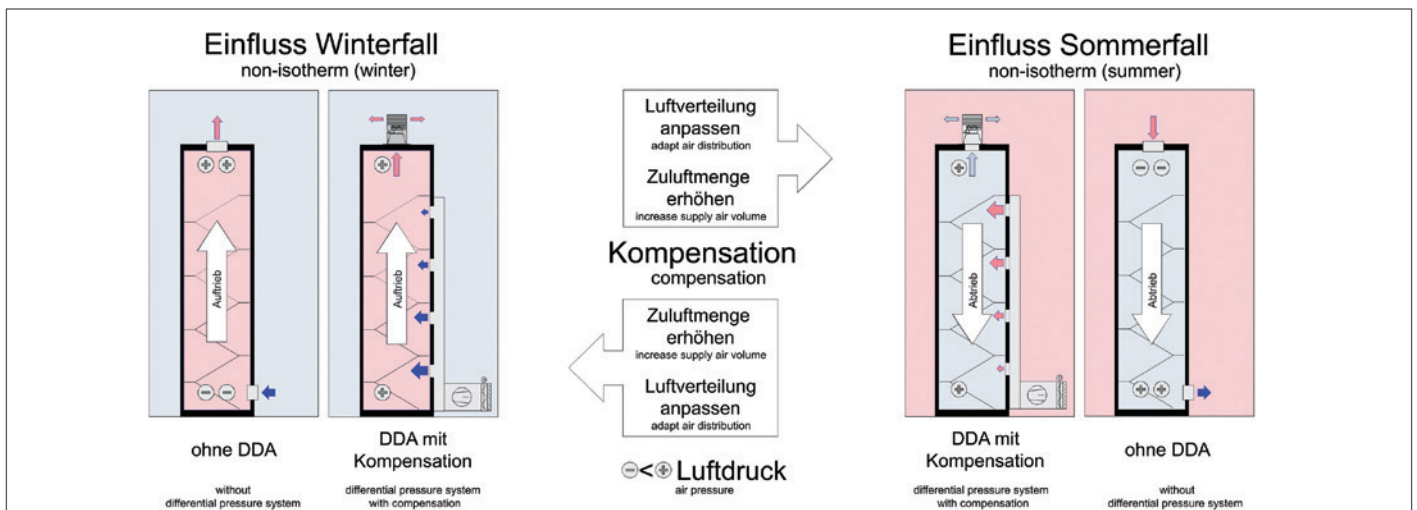 Einfluss Winterfall
non-isotherm (winter)
Auftrieb
Auftrieb
ohne DDA
without
differential pressure system
DDA mit
Kompensation
differential pressure system
with compensation
Luftverteilung
anpassen
adapt air distribution
Zuluftmenge
erhöhen
increase supply air volume
Kompensation
compensation
Zuluftmenge
erhöhen
increase supply air volume
Luftverteilung
anpassen
adapt air distribution
⊖<⊕ Luftdruck
air pressure
Einfluss Sommerfall
non-isotherm (summer)
Abtrieb
Abtrieb
DDA mit
Kompensation
differential pressure system
with compensation
ohne DDA
without
differential pressure system